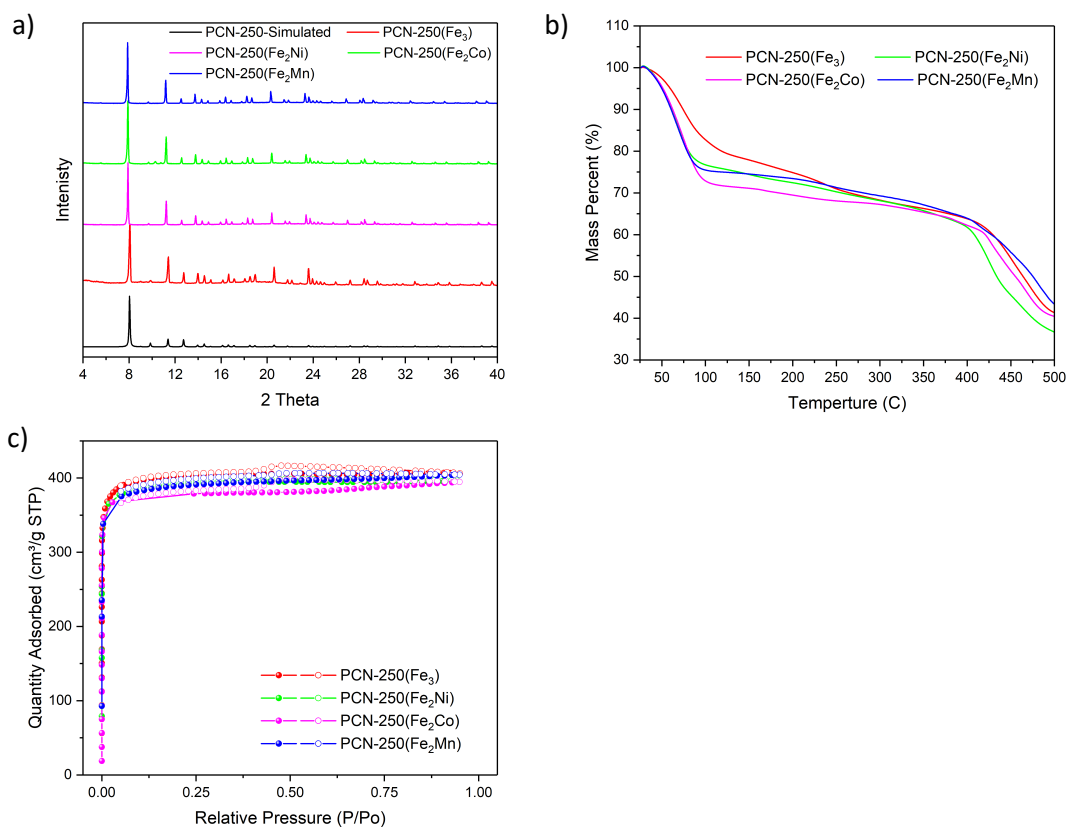 a)
PCN-250-Simulated PCN-250(Fe₃)
PCN-250(Fe₂Ni) PCN-250(Fe₂Co)
PCN-250(Fe₂Mn)
Intenisty
4 8 12 16 20 24 28 32 36 40
2 Theta
b)
PCN-250(Fe₃) PCN-250(Fe₂Ni)
PCN-250(Fe₂Co) PCN-250(Fe₂Mn)
Mass Percent (%)
100
90
80
70
60
50
40
30
50 100 150 200 250 300 350 400 450 500
Temperture (C)
c)
Quantity Adsorbed (cm³/g STP)
400
300
200
100
0
PCN-250(Fe₃)
PCN-250(Fe₂Ni)
PCN-250(Fe₂Co)
PCN-250(Fe₂Mn)
0.00 0.25 0.50 0.75 1.00
Relative Pressure (P/Po)